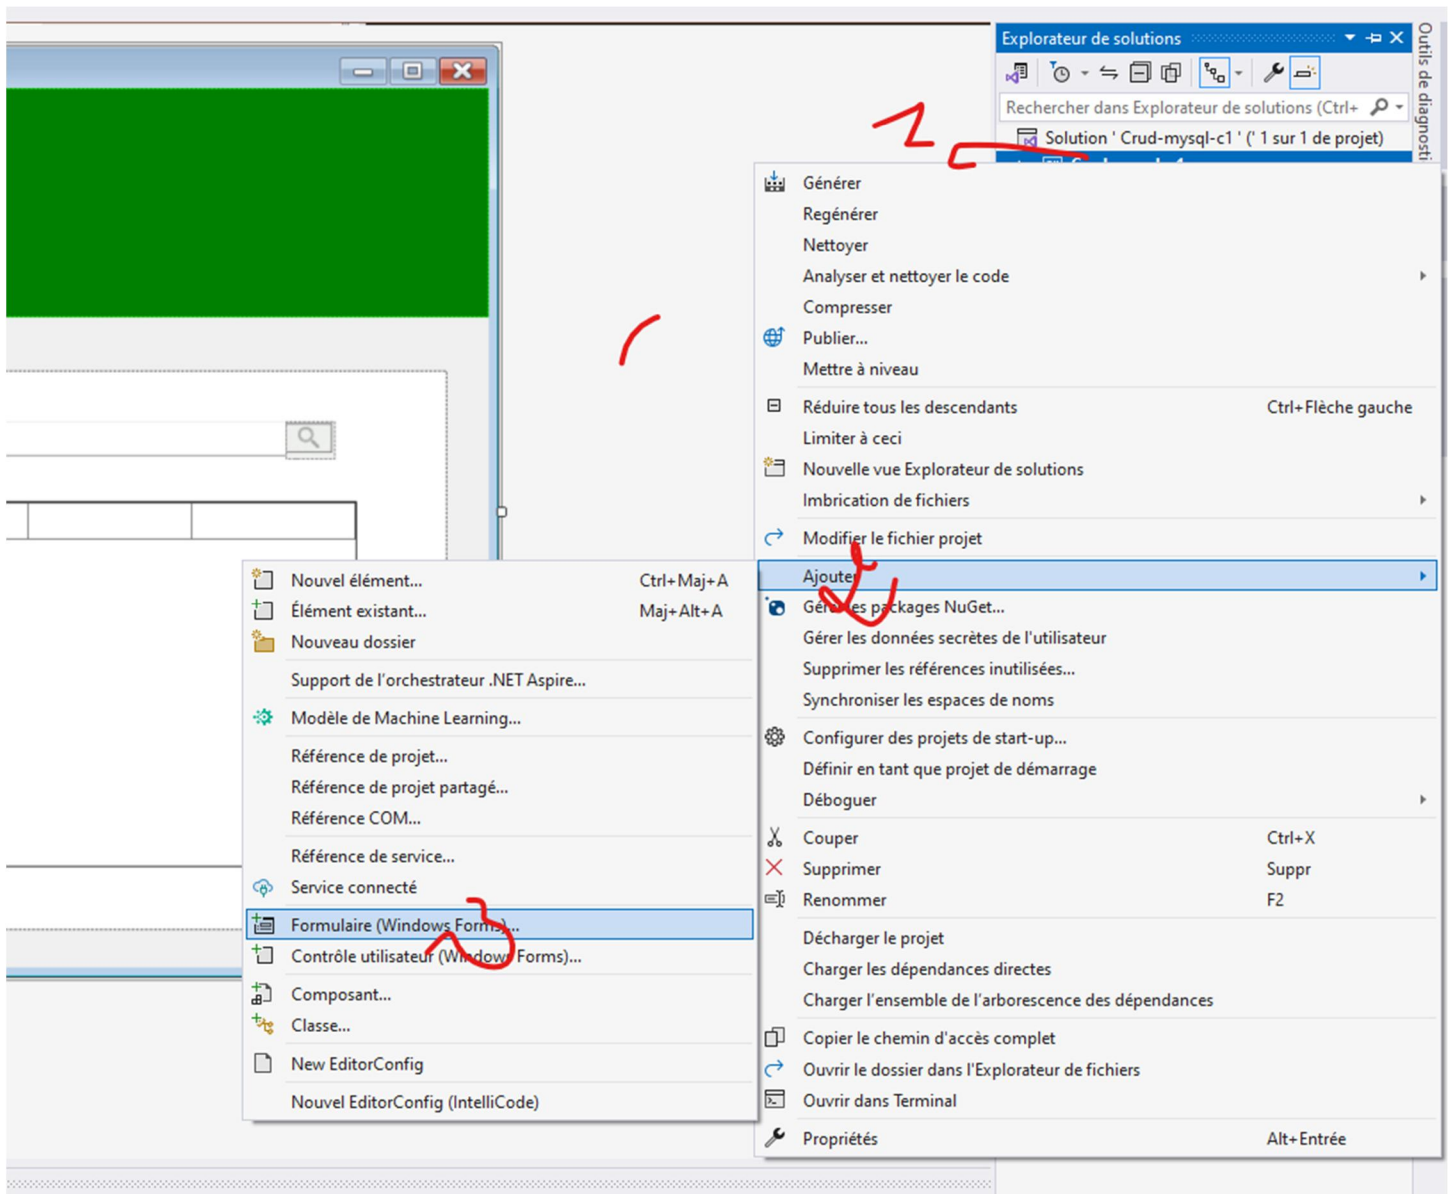 Explorateur de solutions
Outils de diagnosti
Rechercher dans Explorateur de solutions (Ctrl+
Solution ' Crud-mysql-c1 ' (' 1 sur 1 de projet)
1
Générer
Regénérer
Nettoyer
Analyser et nettoyer le code
Compresser
Publier...
Mettre à niveau
Réduire tous les descendants Ctrl+Flèche gauche
Limiter à ceci
Nouvelle vue Explorateur de solutions
Imbrication de fichiers
Modifier le fichier projet
Ajouter
2
Gérer les packages NuGet...
Gérer les données secrètes de l'utilisateur
Supprimer les références inutilisées...
Synchroniser les espaces de noms
Configurer des projets de start-up...
Définir en tant que projet de démarrage
Déboguer
Couper Ctrl+X
Supprimer Suppr
Renommer F2
Décharger le projet
Charger les dépendances directes
Charger l'ensemble de l'arborescence des dépendances
Copier le chemin d'accès complet
Ouvrir le dossier dans l'Explorateur de fichiers
Ouvrir dans Terminal
Propriétés Alt+Entrée
Nouvel élément... Ctrl+Maj+A
Élément existant... Maj+Alt+A
Nouveau dossier
Support de l'orchestrateur .NET Aspire...
Modèle de Machine Learning...
Référence de projet...
Référence de projet partagé...
Référence COM...
Référence de service...
Service connecté
Formulaire (Windows Forms)...
3
Contrôle utilisateur (Windows Forms)...
Composant...
Classe...
New EditorConfig
Nouvel EditorConfig (IntelliCode)